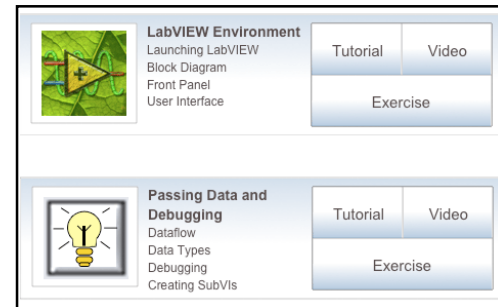 LabVIEW Environment
Launching LabVIEW
Block Diagram
Front Panel
User Interface
Tutorial
Video
Exercise
Passing Data and
Debugging
Dataflow
Data Types
Debugging
Creating SubVIs
Tutorial
Video
Exercise